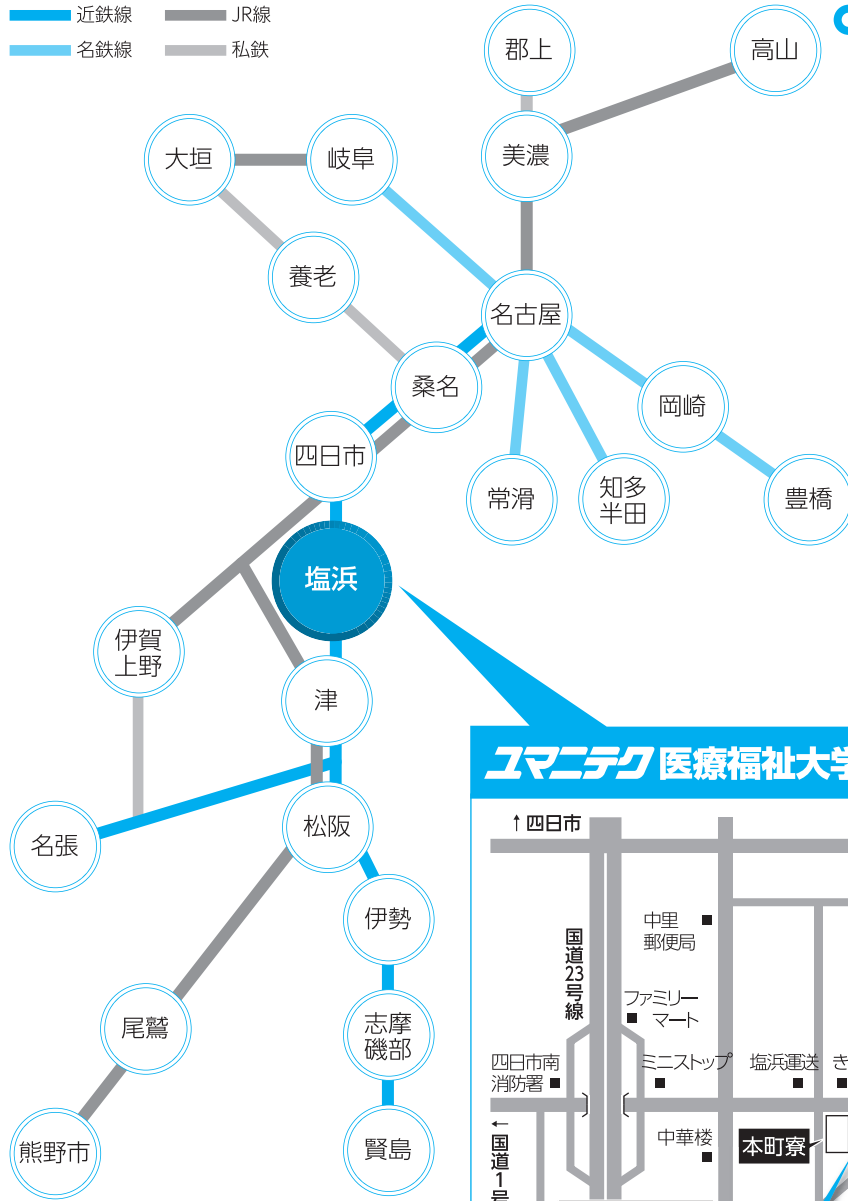 近鉄線
JR線
名鉄線
私鉄
郡上
高山
大垣
岐阜
美濃
養老
名古屋
桑名
岡崎
四日市
常滑
知多
半田
豊橋
塩浜
伊賀
上野
津
名張
松阪
伊勢
尾鷲
志摩
磯部
熊野市
賢島
ユマニテク 医療福祉大学
↑ 四日市
中里
郵便局
国道23号線
ファミリー
マート
四日市南
消防署
ミニストップ
塩浜運送
き
中華楼
本町寮
←国道1号